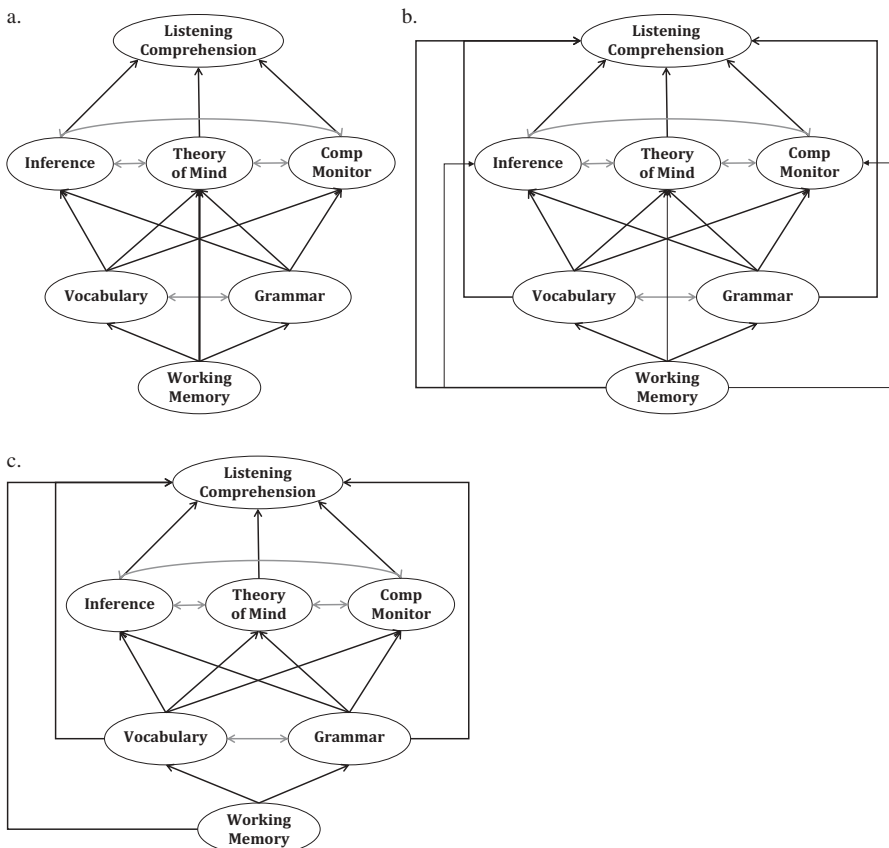 a.
Listening
Comprehension
Inference
Theory
of Mind
Comp
Monitor
Vocabulary
Grammar
Working
Memory
b.
Listening
Comprehension
Inference
Theory
of Mind
Comp
Monitor
Vocabulary
Grammar
Working
Memory
c.
Listening
Comprehension
Inference
Theory
of Mind
Comp
Monitor
Vocabulary
Grammar
Working
Memory